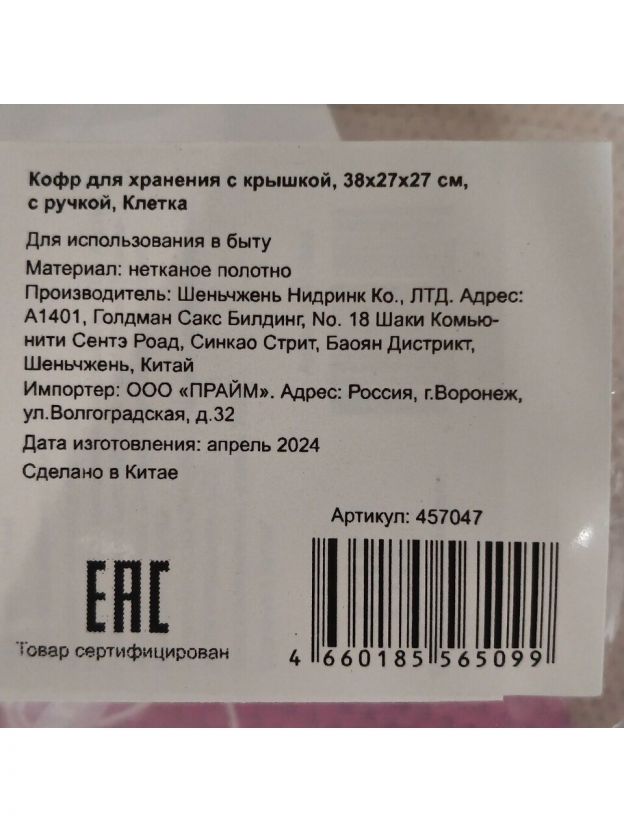 Кофр для хранения с крышкой, 38х27х27 см,
с ручкой, Клетка
Для использования в быту
Материал: нетканое полотно
Производитель: Шеньчжень Нидринк Ко., ЛТД. Адрес:
А1401, Голдман Сакс Билдинг, No. 18 Шаки Комью-
нити Сентэ Роад, Синкао Стрит, Баоян Дистрикт,
Шеньчжень, Китай
Импортер: ООО «ПРАЙМ». Адрес: Россия, г.Воронеж,
ул.Волгоградская, д.32
Дата изготовления: апрель 2024
Сделано в Китае
Артикул: 457047
ЕАС
Товар сертифицирован
4 660185 565099